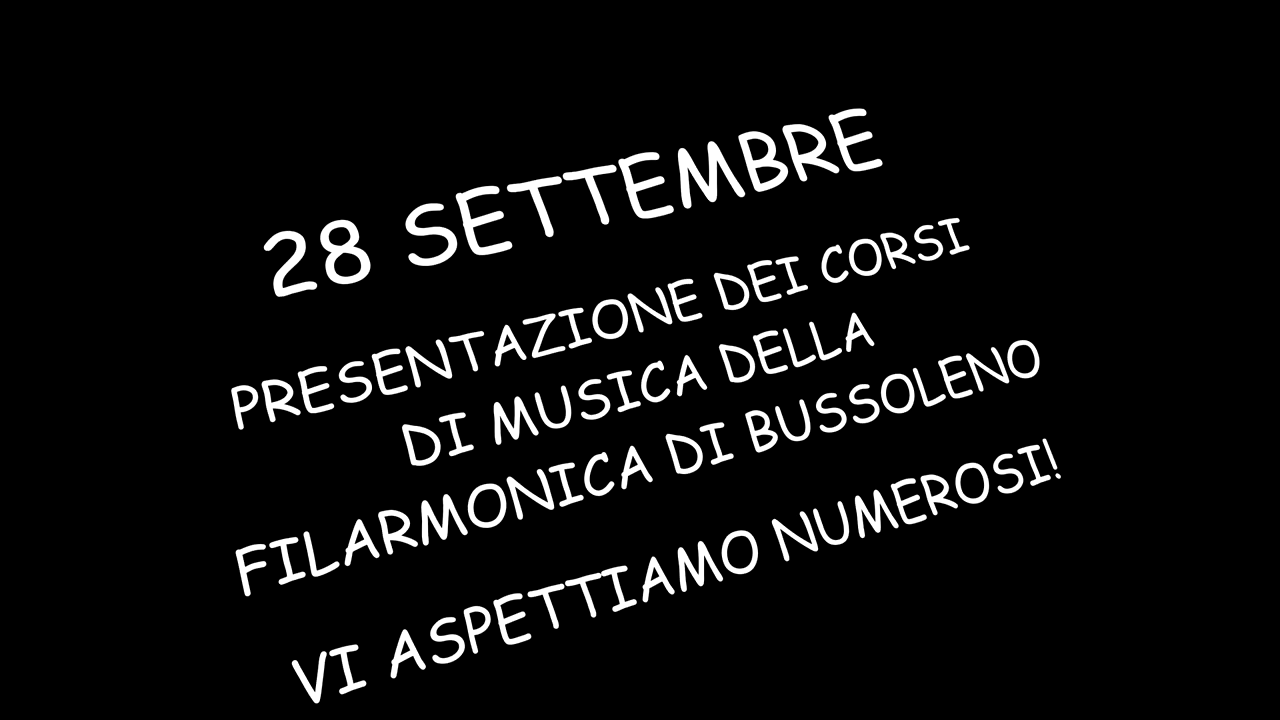 28 SETTEMBRE
PRESENTAZIONE DEI CORSI
DI MUSICA DELLA
FILARMONICA DI BUSSOLENO
VI ASPETTIAMO NUMEROSI!